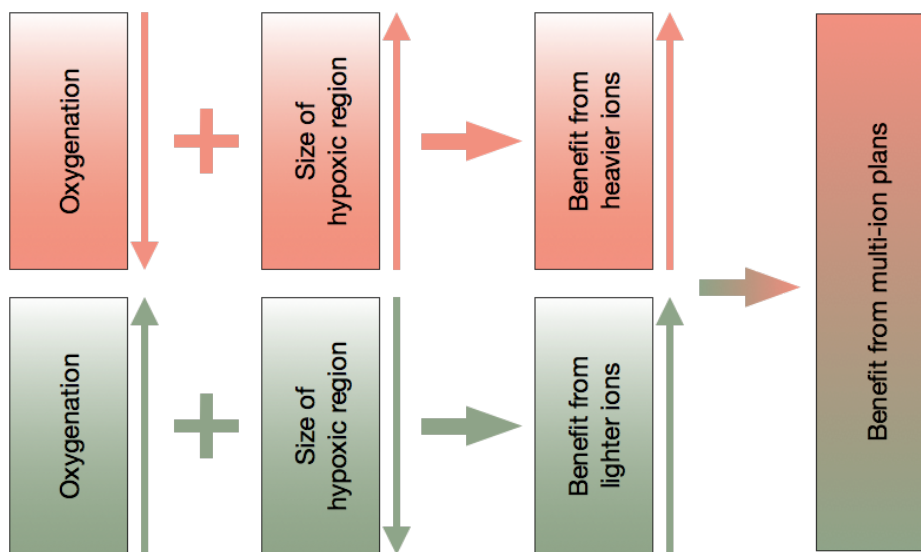 Oxygenation
Size of
hypoxic region
Benefit from
heavier ions
Oxygenation
Size of
hypoxic region
Benefit from
lighter ions
Benefit from multi-ion plans